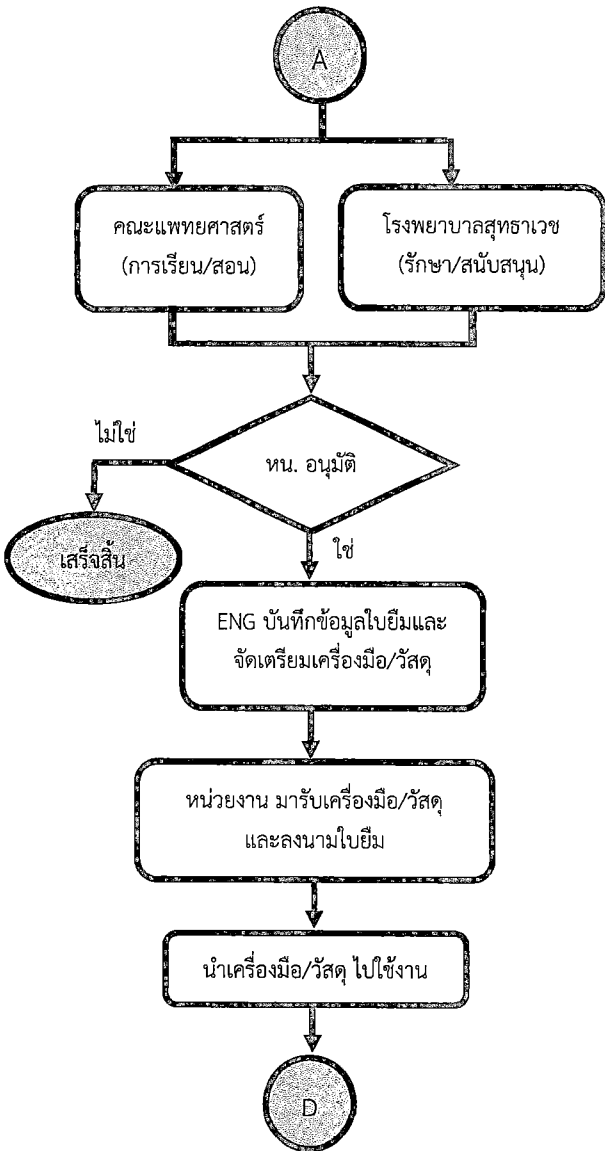 A
คณะแพทยศาสตร์
(การเรียน/สอน)
โรงพยาบาลสุทธาเวช
(รักษา/สนับสนุน)
หน. อนุมัติ
ไม่ใช่
เสร็จสิ้น
ใช่
ENG บันทึกข้อมูลใบยืมและ
จัดเตรียมเครื่องมือ/วัสดุ
หน่วยงาน มารับเครื่องมือ/วัสดุ
และลงนามใบยืม
นำเครื่องมือ/วัสดุ ไปใช้งาน
D